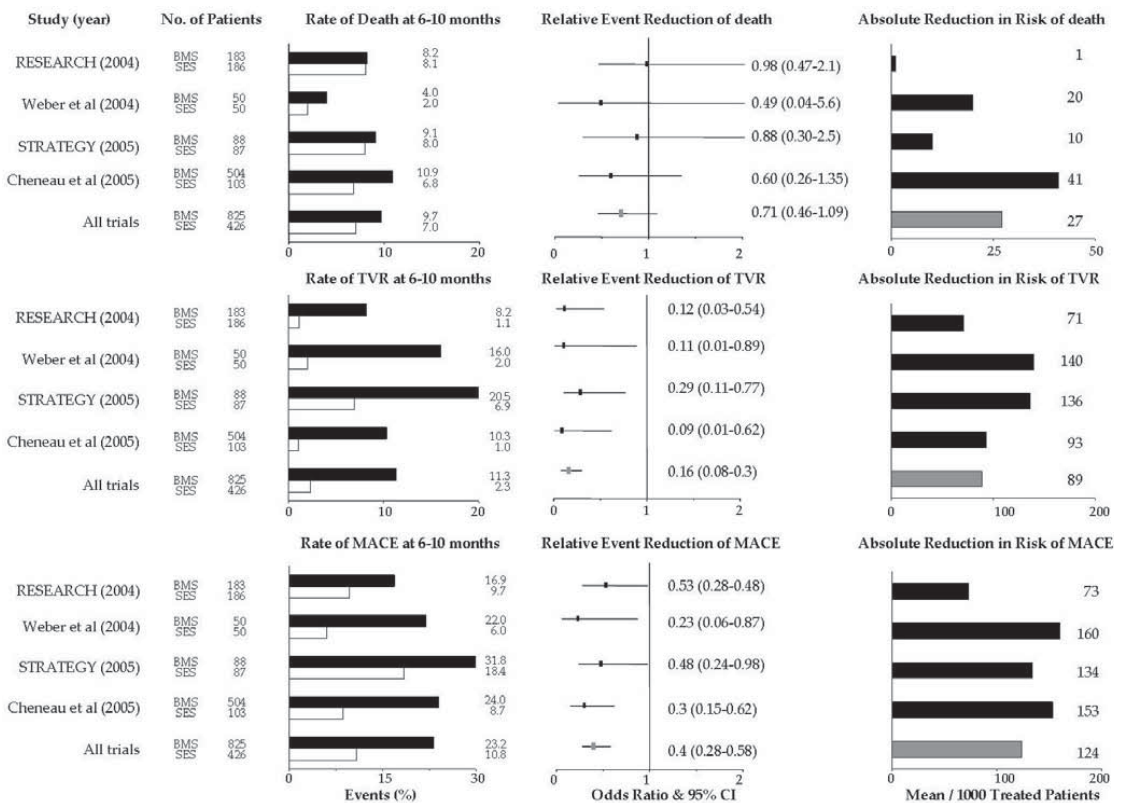 Study (year) No. of Patients Rate of Death at 6-10 months Relative Event Reduction of death Absolute Reduction in Risk of death
RESEARCH (2004) BMS 183 8.2 0.98 (0.47-2.1) 1
SES 186 8.1
Weber et al (2004) BMS 50 4.0 0.49 (0.04-5.6) 20
SES 50 2.0
STRATEGY (2005) BMS 88 9.1 0.88 (0.30-2.5) 10
SES 87 8.0
Cheneau et al (2005) BMS 504 10.9 0.60 (0.26-1.35) 41
SES 103 6.8
All trials BMS 825 9.7 0.71 (0.46-1.09) 27
SES 426 7.0
0 10 20 0 1 2 0 25 50
Rate of TVR at 6-10 months Relative Event Reduction of TVR Absolute Reduction in Risk of TVR
RESEARCH (2004) BMS 183 8.2 0.12 (0.03-0.54) 71
SES 186 1.1
Weber et al (2004) BMS 50 16.0 0.11 (0.01-0.89) 140
SES 50 2.0
STRATEGY (2005) BMS 88 20.5 0.29 (0.11-0.77) 136
SES 87 6.9
Cheneau et al (2005) BMS 504 10.3 0.09 (0.01-0.62) 93
SES 103 1.0
All trials BMS 825 11.3 0.16 (0.08-0.3) 89
SES 426 2.3
0 10 20 0 1 2 0 100 200
Rate of MACE at 6-10 months Relative Event Reduction of MACE Absolute Reduction in Risk of MACE
RESEARCH (2004) BMS 183 16.9 0.53 (0.28-0.48) 73
SES 186 9.7
Weber et al (2004) BMS 50 22.0 0.23 (0.06-0.87) 160
SES 50 6.0
STRATEGY (2005) BMS 88 31.8 0.48 (0.24-0.98) 134
SES 87 18.4
Cheneau et al (2005) BMS 504 24.0 0.3 (0.15-0.62) 153
SES 103 8.7
All trials BMS 825 23.2 0.4 (0.28-0.58) 124
SES 426 10.8
0 15 30 0 1 2 0 100 200
Events (%) Odds Ratio & 95% CI Mean / 1000 Treated Patients